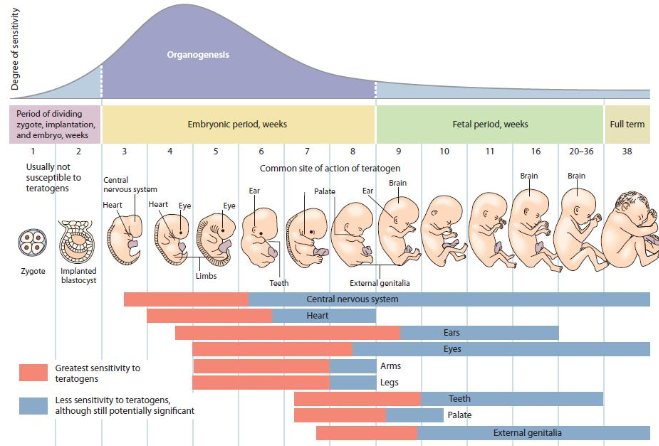 Degree of sensitivity
Organogenesis
Period of dividing
zygote, implantation,
and embryo, weeks
Embryonic period, weeks
Fetal period, weeks
Full term
1 2 3 4 5 6 7 8 9 10 11 16 20–36 38
Usually not
susceptible to
teratogens
Common site of action of teratogen
Central
nervous system
Heart
Heart
Eye
Eye
Ear
Palate
Ear
Brain
Brain
Brain
Limbs
Teeth
External genitalia
Zygote
Implanted
blastocyst
Central nervous system
Heart
Ears
Eyes
Arms
Legs
Teeth
Palate
External genitalia
Greatest sensitivity to
teratogens
Less sensitivity to teratogens,
although still potentially significant